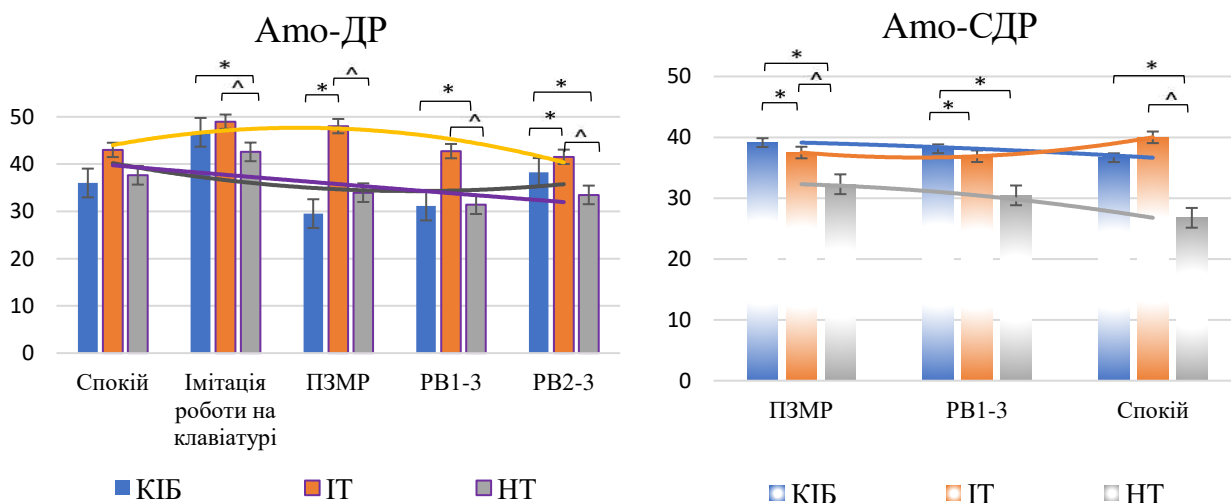 Amo-ДР
50
40
30
20
10
0
* ^
* ^
* ^
* * ^
Спокій
Імітація
роботи на
клавіатурі
ПЗМР
РВ1-3
РВ2-3
КІБ
ІТ
НТ
Amo-СДР
50
40
30
20
10
0
* * ^
* *
* ^
ПЗМР
РВ1-3
Спокій
КІБ
ІТ
НТ